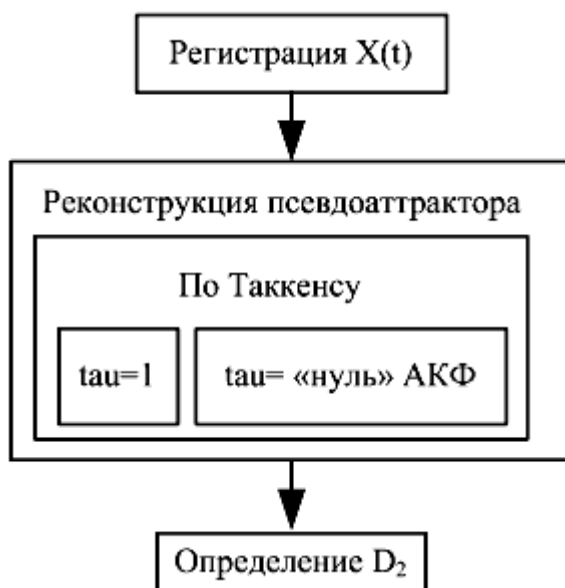 Регистрация X(t)
Реконструкция псевдоаттрактора
По Таккенсу
tau=1
tau= «нуль» АКФ
Определение D₂